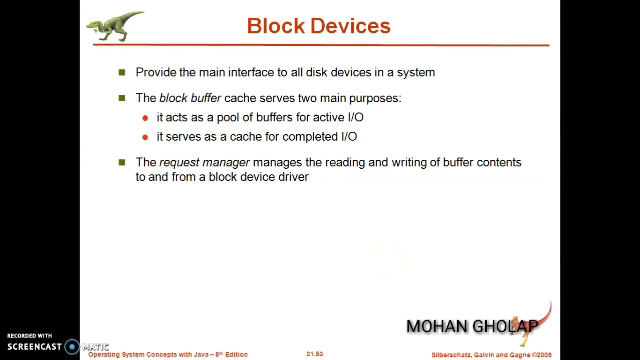 Block Devices
Provide the main interface to all disk devices in a system
The block buffer cache serves two main purposes:
it acts as a pool of buffers for active I/O
it serves as a cache for completed I/O
The request manager manages the reading and writing of buffer contents
to and from a block device driver
MOHAN GHOLAP
RECORDED WITH
SCREENCAST MATIC
Operating System Concepts with Java – 8th Edition
21.53
Silberschatz, Galvin and Gagne ©2009